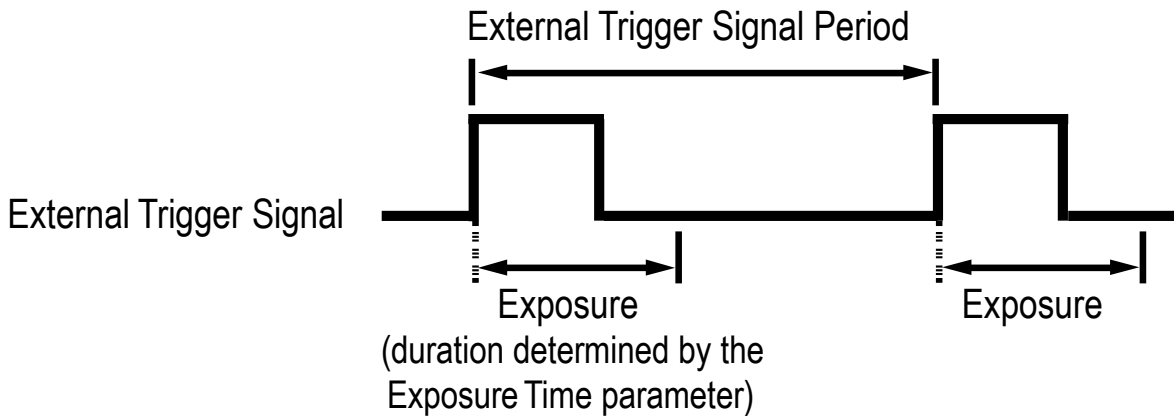 External Trigger Signal Period
External Trigger Signal
Exposure
(duration determined by the
Exposure Time parameter)
Exposure